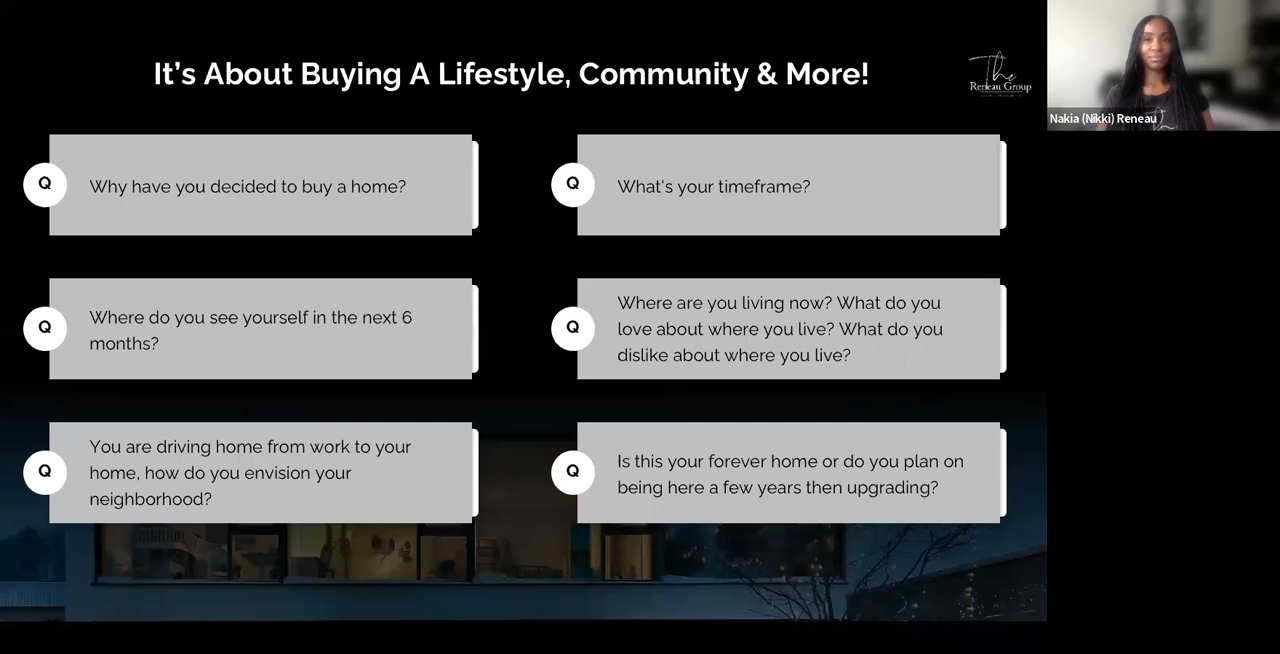 It’s About Buying A Lifestyle, Community & More!
The
Reneau Group
Nakia (Nikki) Reneau
Q
Why have you decided to buy a home?
Q
What's your timeframe?
Q
Where do you see yourself in the next 6
months?
Q
Where are you living now? What do you
love about where you live? What do you
dislike about where you live?
Q
You are driving home from work to your
home, how do you envision your
neighborhood?
Q
Is this your forever home or do you plan on
being here a few years then upgrading?